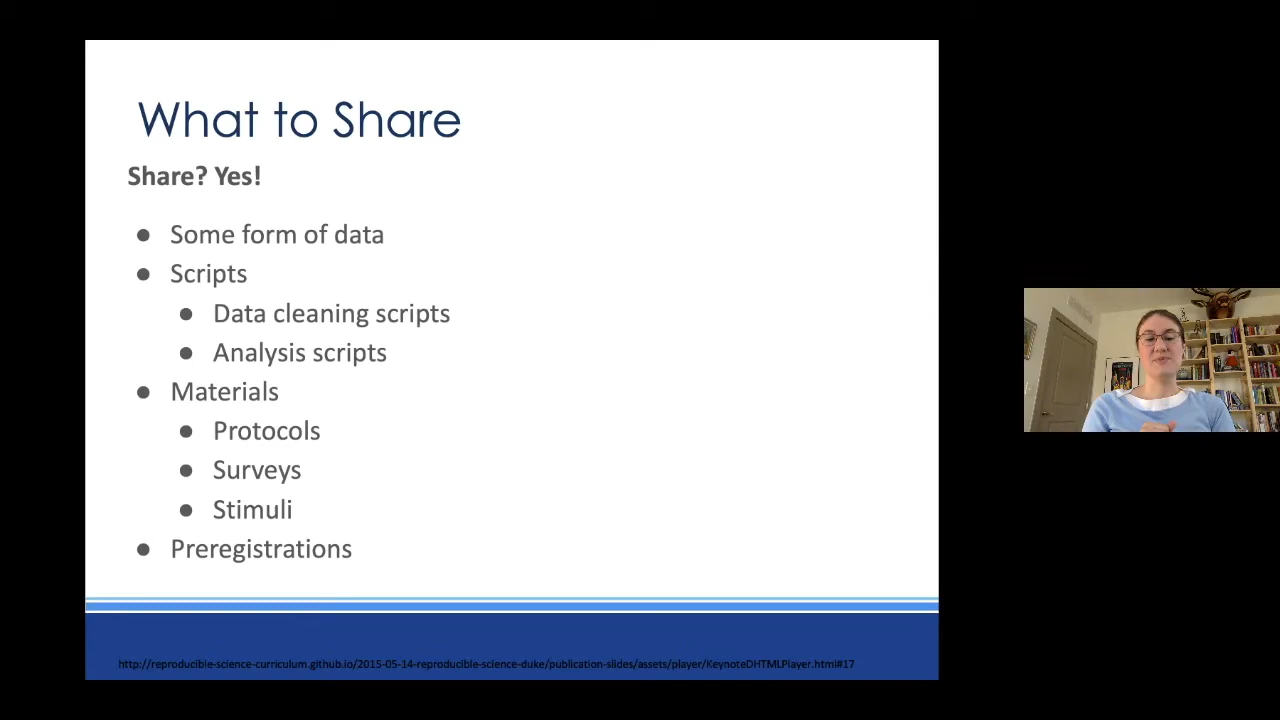 What to Share
Share? Yes!
● Some form of data
● Scripts
● Data cleaning scripts
● Analysis scripts
● Materials
● Protocols
● Surveys
● Stimuli
● Preregistrations
http://reproducible-science-curriculum.github.io/2015-05-14-reproducible-science-duke/publication-slides/assets/player/KeynoteDHTMLPlayer.html#17